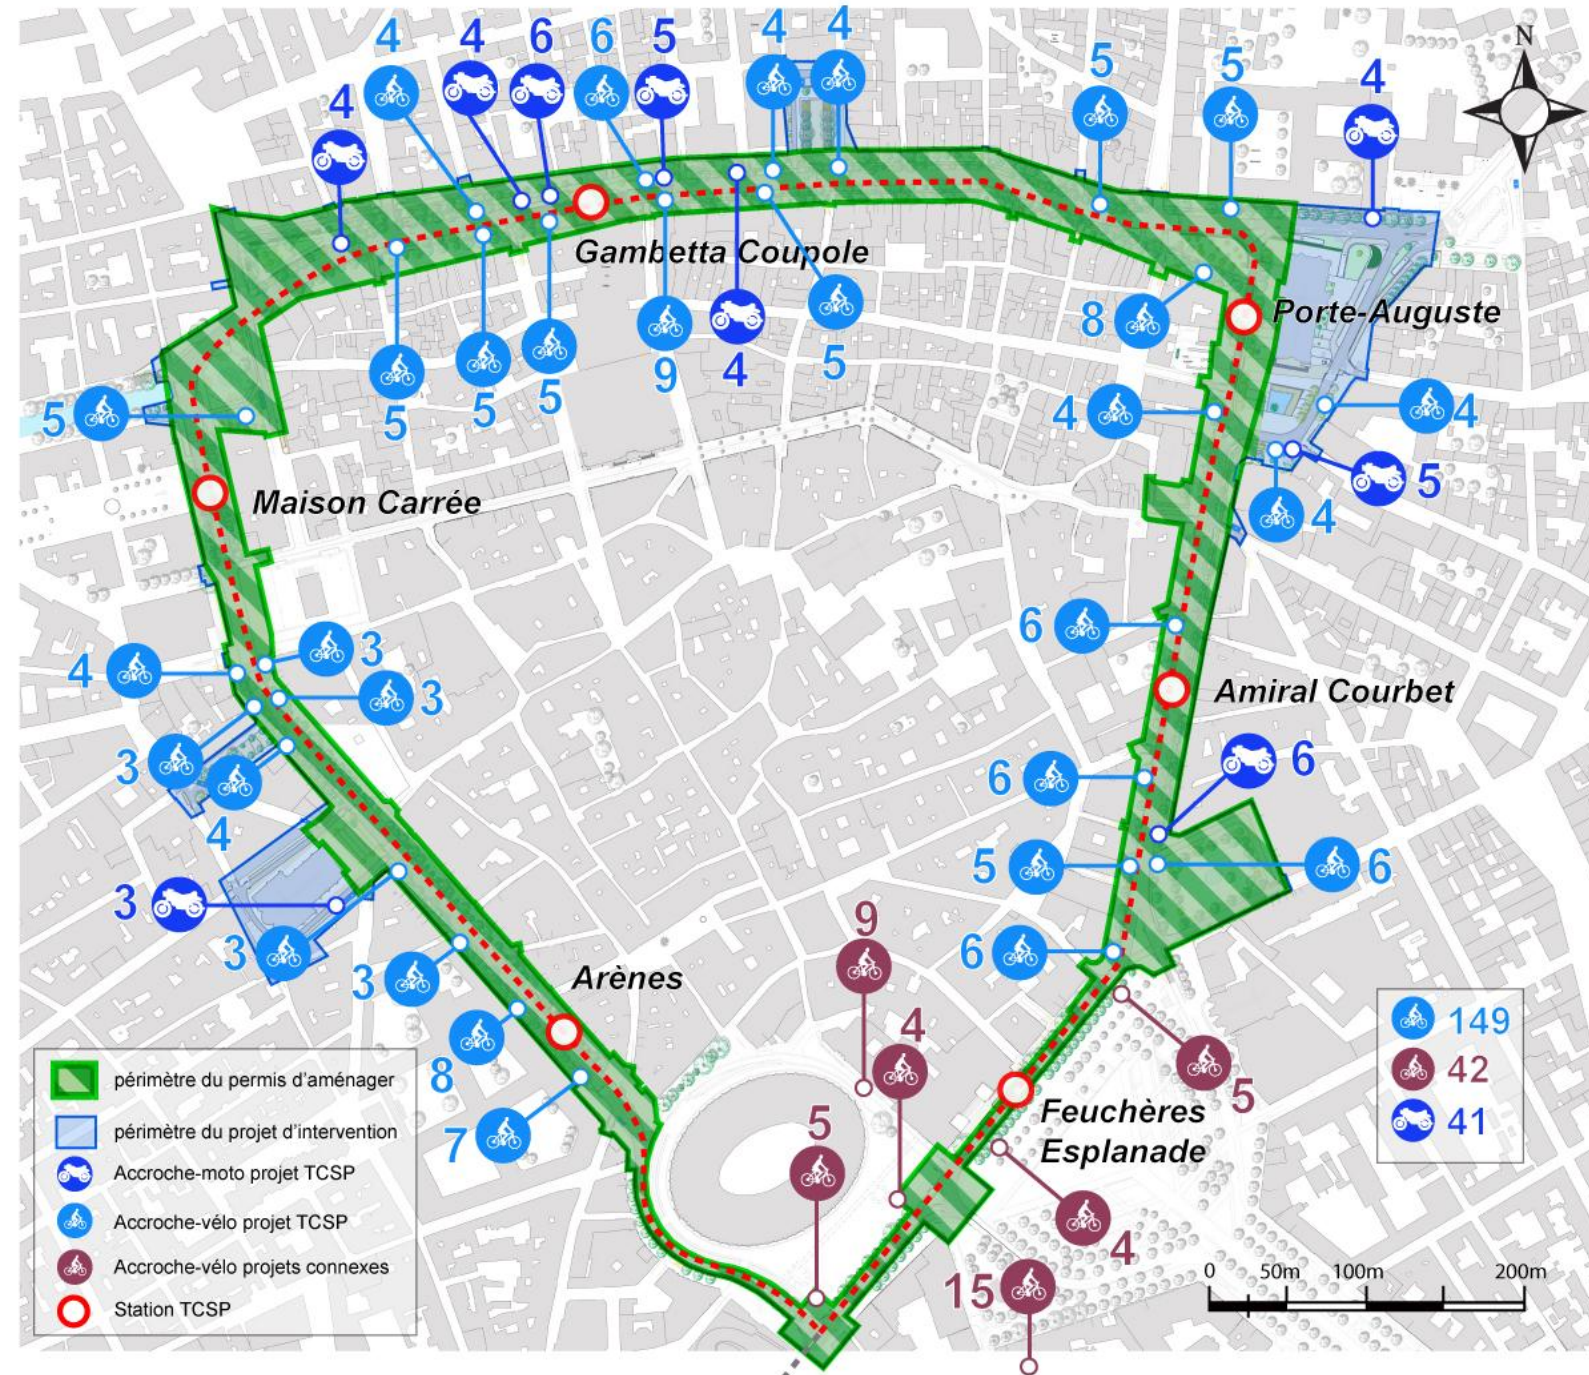 4 4 6 6 5 4 4
4
5 5
4
N
Gambetta Coupole
Porte-Auguste
8
9 4 5
5 5 5
5
4
4
5
4
Maison Carrée
6
3
4
3
Amiral Courbet
3
4
6
6
5
6
3
3
3
6
9
Arènes
4
8
5
7
5
Feuchères
Esplanade
4
15
149
42
41
périmètre du permis d'aménager
périmètre du projet d'intervention
Accroche-moto projet TCSP
Accroche-vélo projet TCSP
Accroche-vélo projets connexes
Station TCSP
0 50m 100m 200m